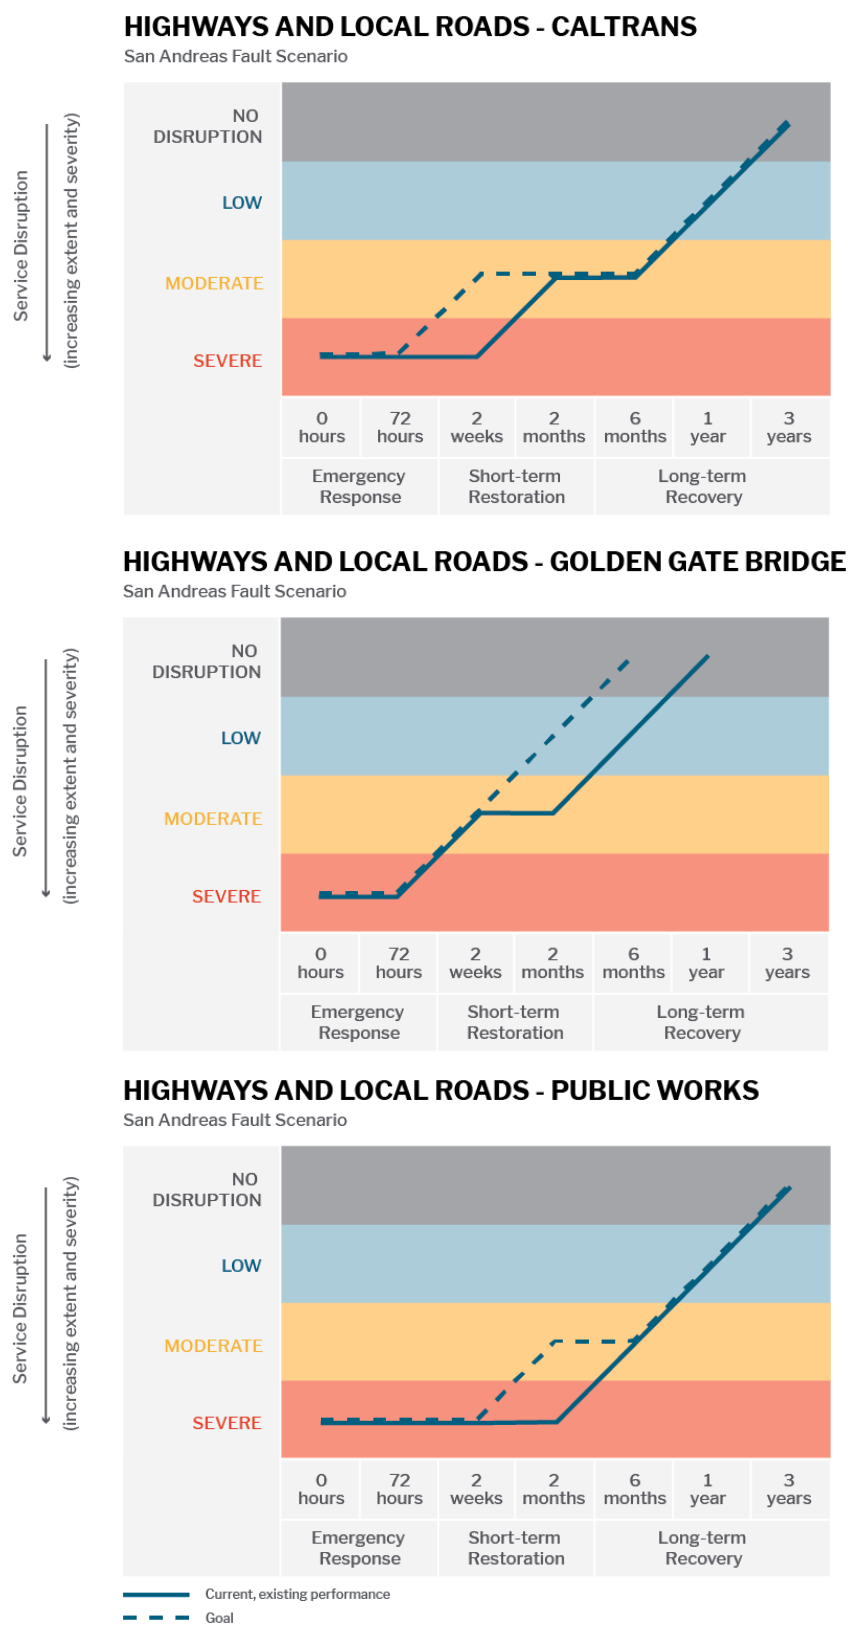 HIGHWAYS AND LOCAL ROADS - CALTRANS
San Andreas Fault Scenario
Service Disruption
(increasing extent and severity)
NO
DISRUPTION
LOW
MODERATE
SEVERE
0
hours
72
hours
2
weeks
2
months
6
months
1
year
3
years
Emergency
Response
Short-term
Restoration
Long-term
Recovery
HIGHWAYS AND LOCAL ROADS - GOLDEN GATE BRIDGE
San Andreas Fault Scenario
Service Disruption
(increasing extent and severity)
NO
DISRUPTION
LOW
MODERATE
SEVERE
0
hours
72
hours
2
weeks
2
months
6
months
1
year
3
years
Emergency
Response
Short-term
Restoration
Long-term
Recovery
HIGHWAYS AND LOCAL ROADS - PUBLIC WORKS
San Andreas Fault Scenario
Service Disruption
(increasing extent and severity)
NO
DISRUPTION
LOW
MODERATE
SEVERE
0
hours
72
hours
2
weeks
2
months
6
months
1
year
3
years
Emergency
Response
Short-term
Restoration
Long-term
Recovery
Current, existing performance
Goal